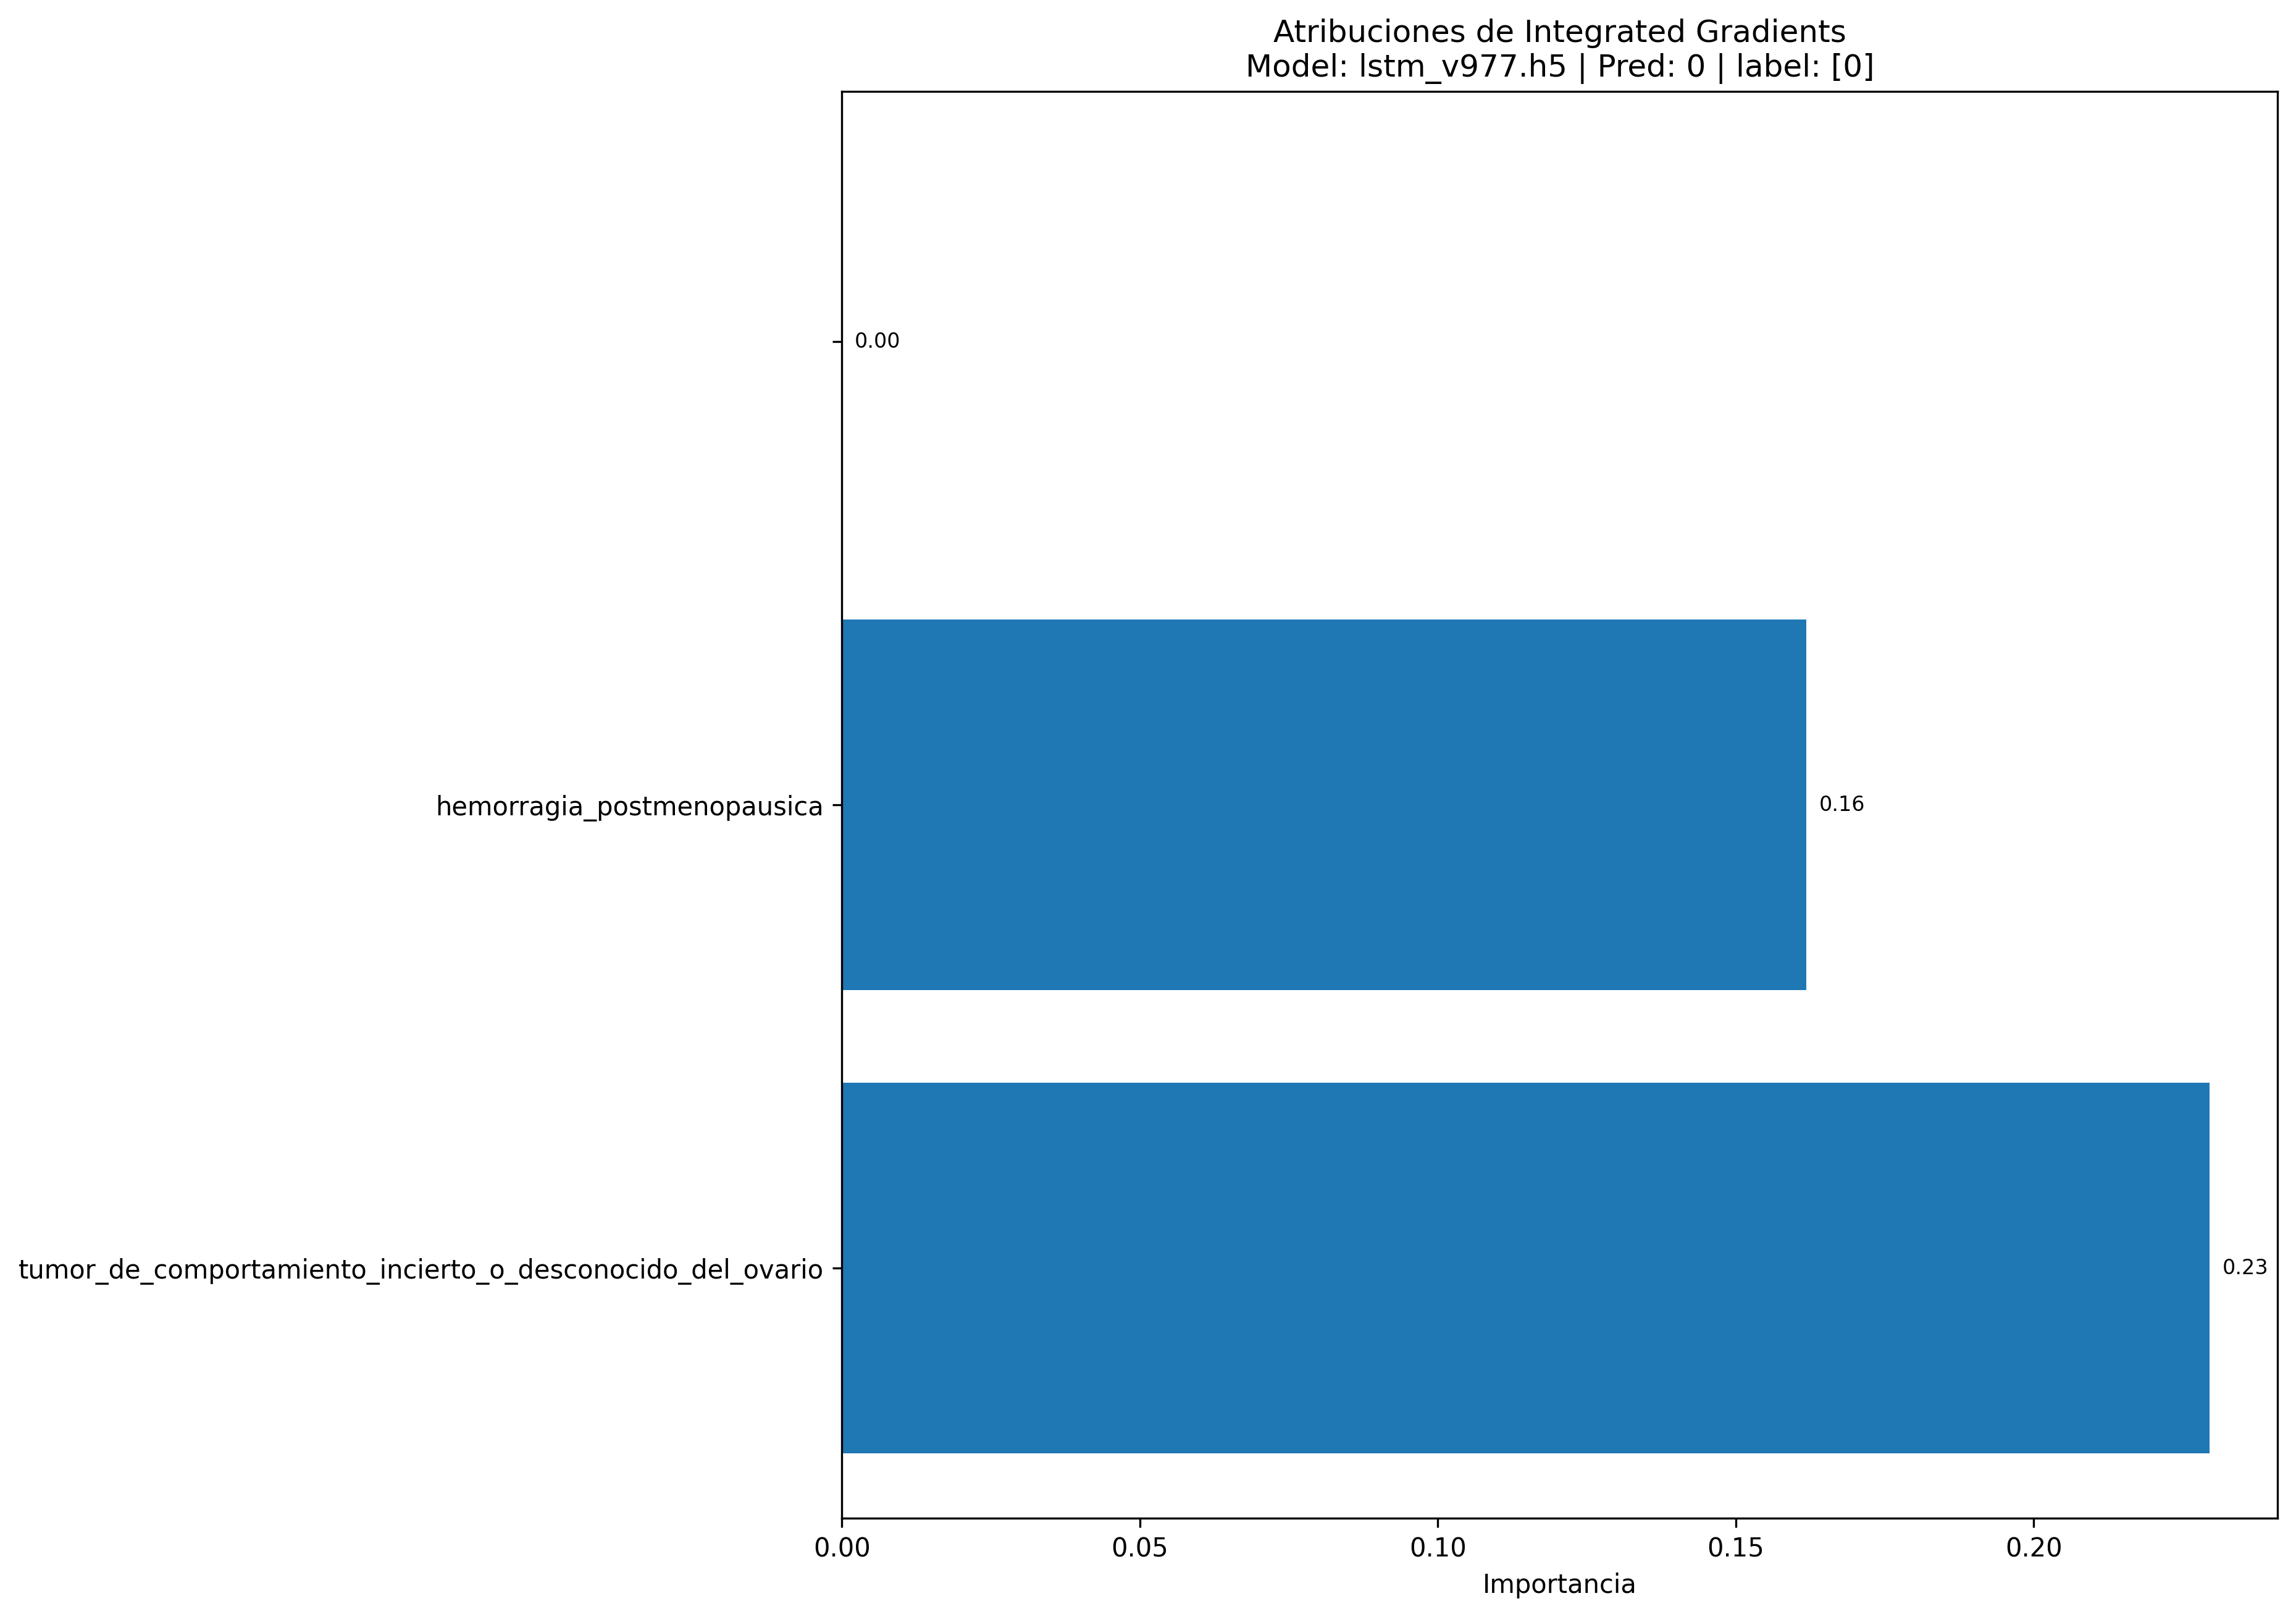 Atribuciones de Integrated Gradients
Model: lstm_v977.h5 | Pred: 0 | label: [0]
0.00
hemorragia_postmenopausica
0.16
tumor_de_comportamiento_incierto_o_desconocido_del_ovario
0.23
0.00 0.05 0.10 0.15 0.20
Importancia